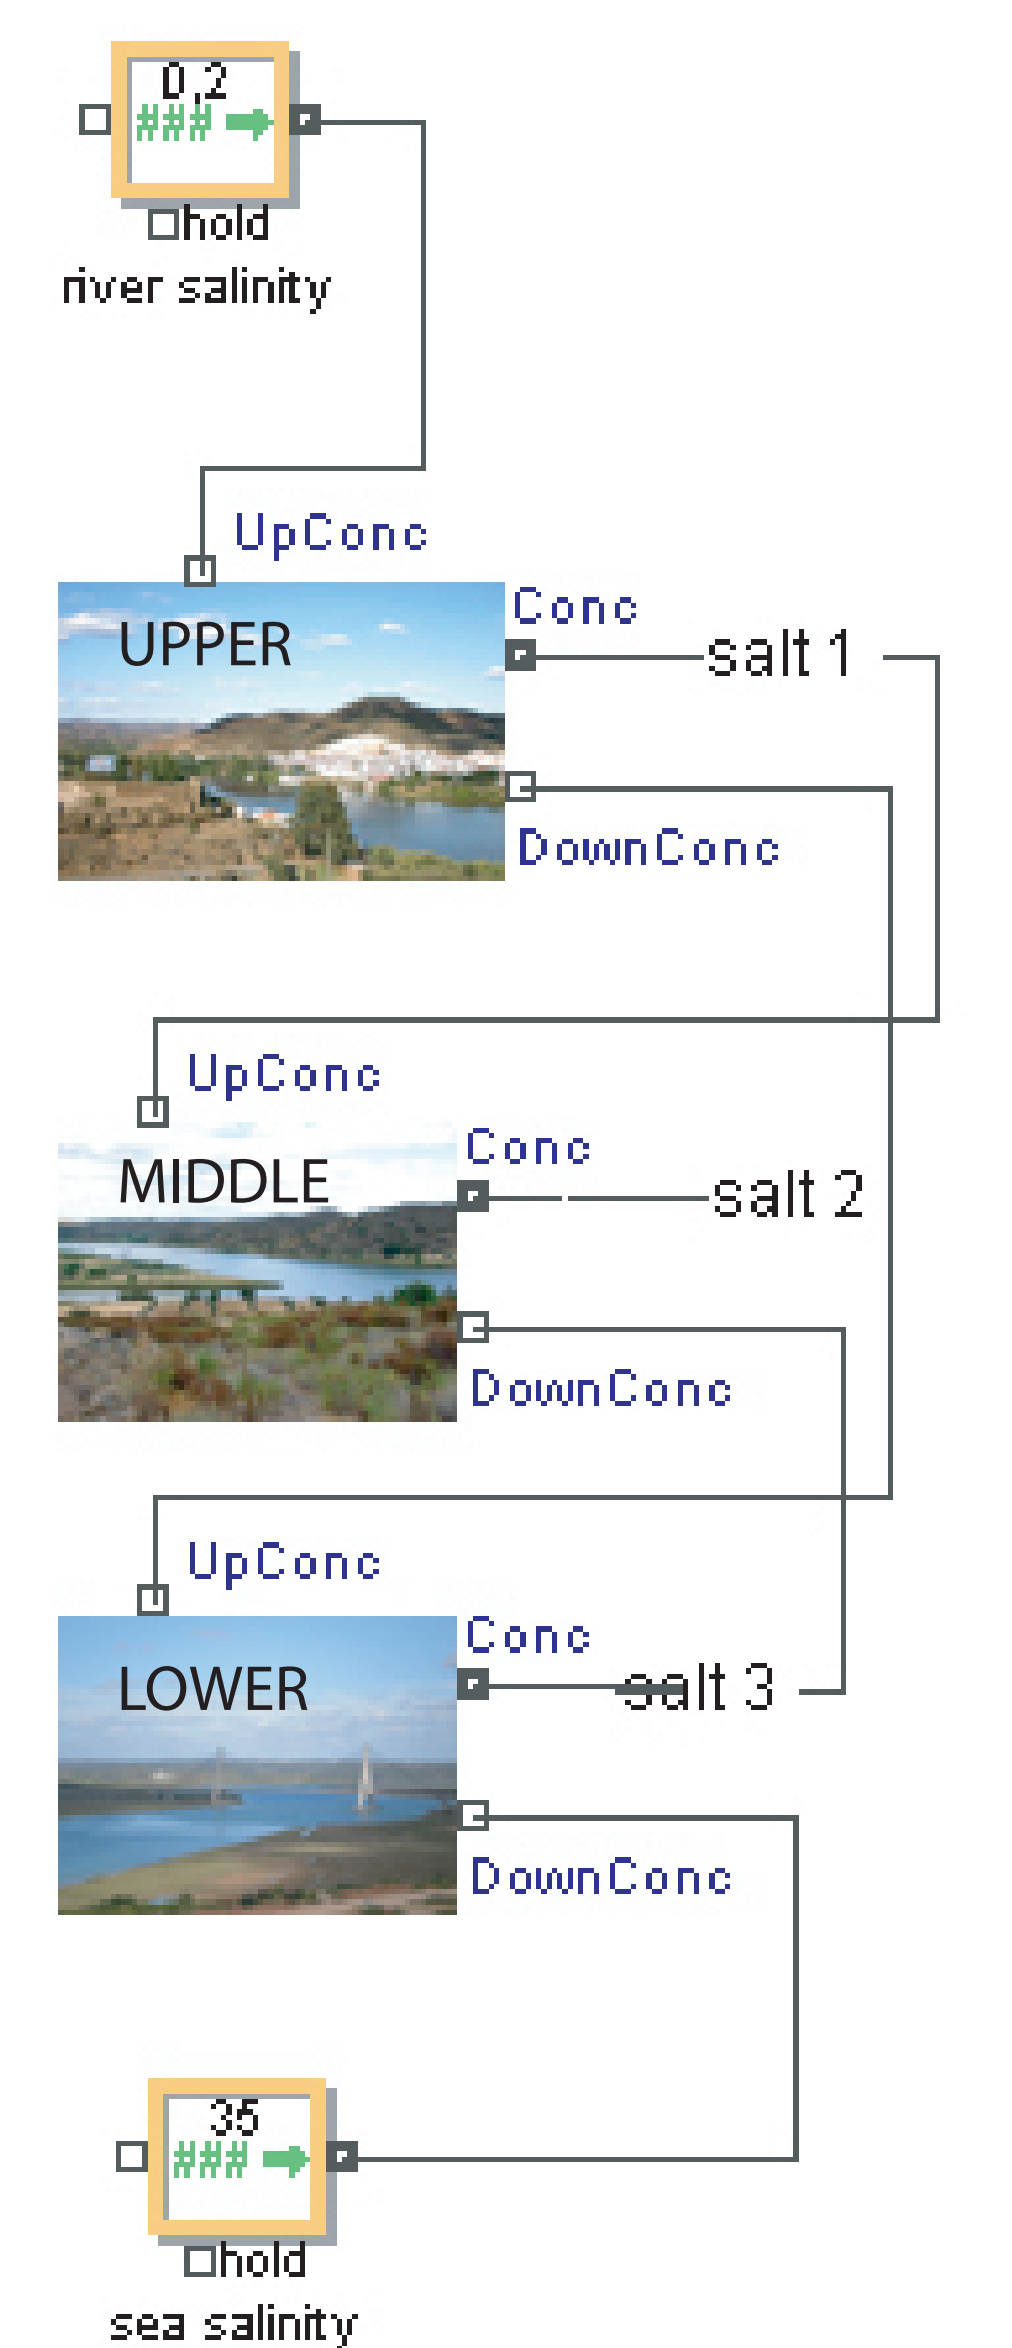 0,2
###
hold
river salinity
UpConc
UPPER
Conc
salt 1
DownConc
UpConc
MIDDLE
Conc
salt 2
DownConc
UpConc
LOWER
Conc
salt 3
DownConc
35
###
hold
sea salinity